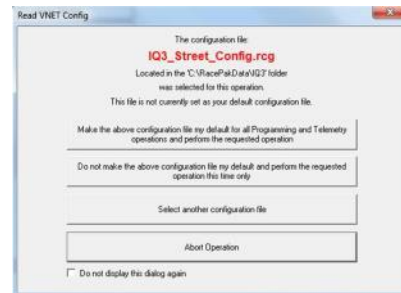 Read VNET Config
The configuration file:
IQ3_Street_Config.rcg
Located in the 'C:\RacePakData\IQ3' folder
was selected for this operation.
This file is not currently set as your default configuration file.
Make the above configuration file my default for all Programming and Telemetry
operations and perform the requested operation
Do not make the above configuration file my default and perform the requested
operation this time only
Select another configuration file
Abort Operation
Do not display this dialog again